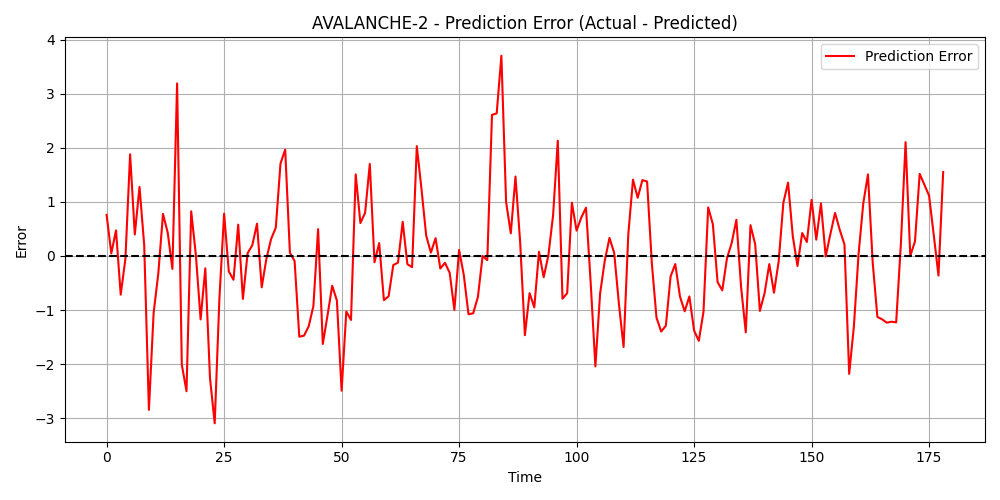 AVALANCHE-2 - Prediction Error (Actual - Predicted)
Prediction Error
4
3
2
1
0
−1
−2
−3
Error
0 25 50 75 100 125 150 175
Time